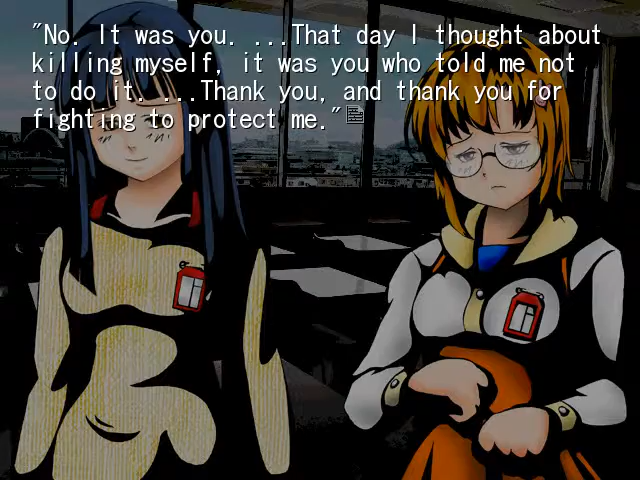 "No. It was you. ...That day I thought about
killing myself, it was you who told me not
to do it. ...Thank you, and thank you for
fighting to protect me."